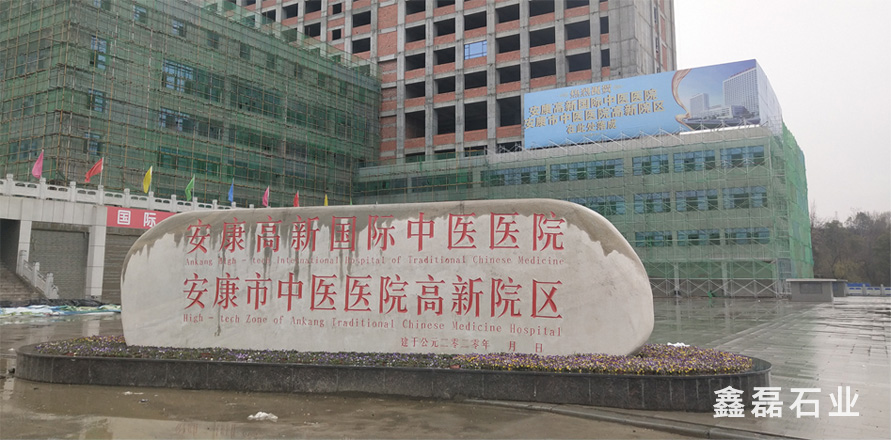 安康高新国际中医医院
安康市中医医院高新院区
国际
安康高新国际中医医院
Ankang High - tech International Hospital of Traditional Chinese Medicine
安康市中医医院高新院区
High - tech Zone of Ankang Traditional Chinese Medicine Hospital
建于公元二零二零年 月 日
鑫磊石业